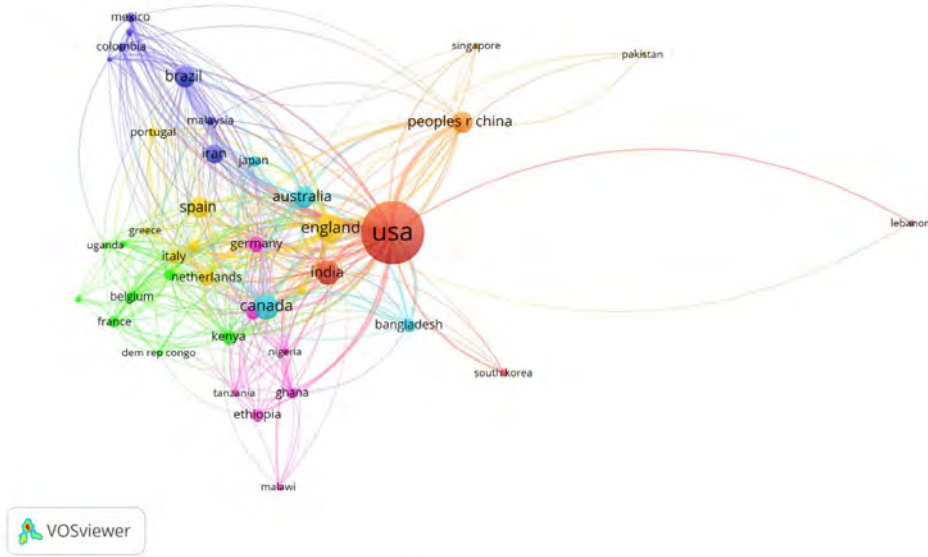 mexico
singapore
colombia
pakistan
brazil
malaysia
peoples r china
portugal
iran
japan
australia
spain
lebanon
england
usa
greece
uganda
germany
italy
india
netherlands
belgium
canada
france
bangladesh
kenya
dem rep congo
nigeria
south korea
tanzania
ghana
ethiopia
malawi
VOSviewer